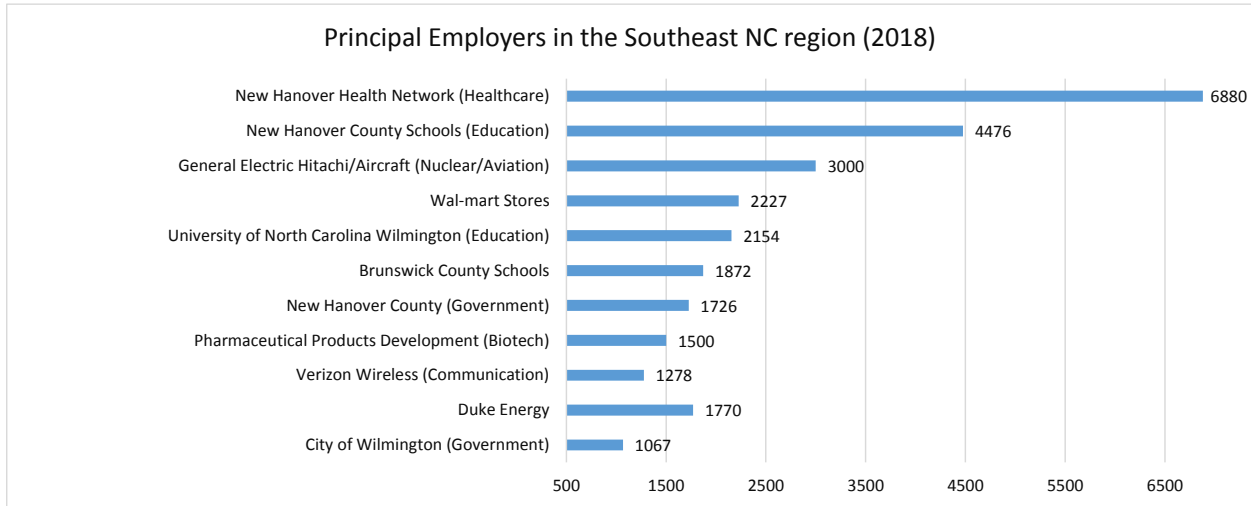 Principal Employers in the Southeast NC region (2018)
New Hanover Health Network (Healthcare) 6880
New Hanover County Schools (Education) 4476
General Electric Hitachi/Aircraft (Nuclear/Aviation) 3000
Wal-mart Stores 2227
University of North Carolina Wilmington (Education) 2154
Brunswick County Schools 1872
New Hanover County (Government) 1726
Pharmaceutical Products Development (Biotech) 1500
Verizon Wireless (Communication) 1278
Duke Energy 1770
City of Wilmington (Government) 1067
500 1500 2500 3500 4500 5500 6500